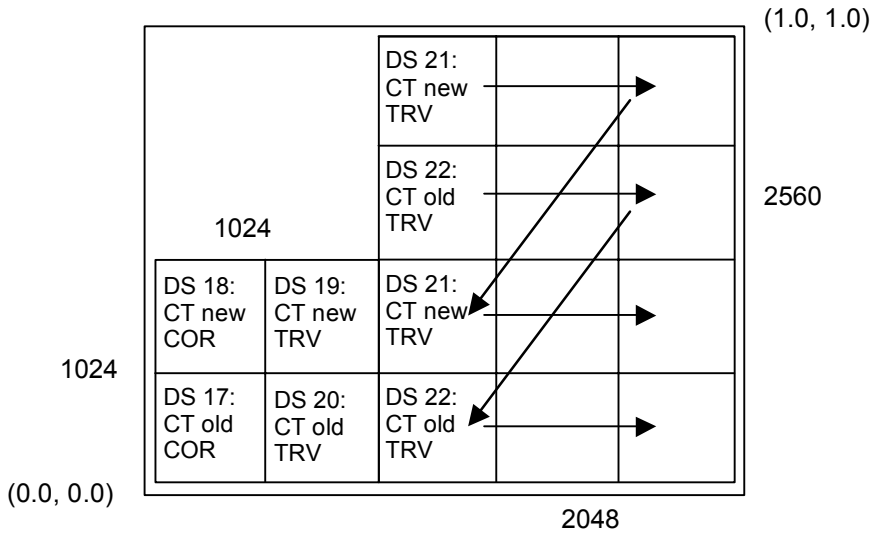 (1.0, 1.0)
DS 21:
CT new
TRV
DS 22:
CT old
TRV
2560
1024
DS 18:
CT new
COR
DS 19:
CT new
TRV
DS 21:
CT new
TRV
1024
DS 17:
CT old
COR
DS 20:
CT old
TRV
DS 22:
CT old
TRV
(0.0, 0.0)
2048